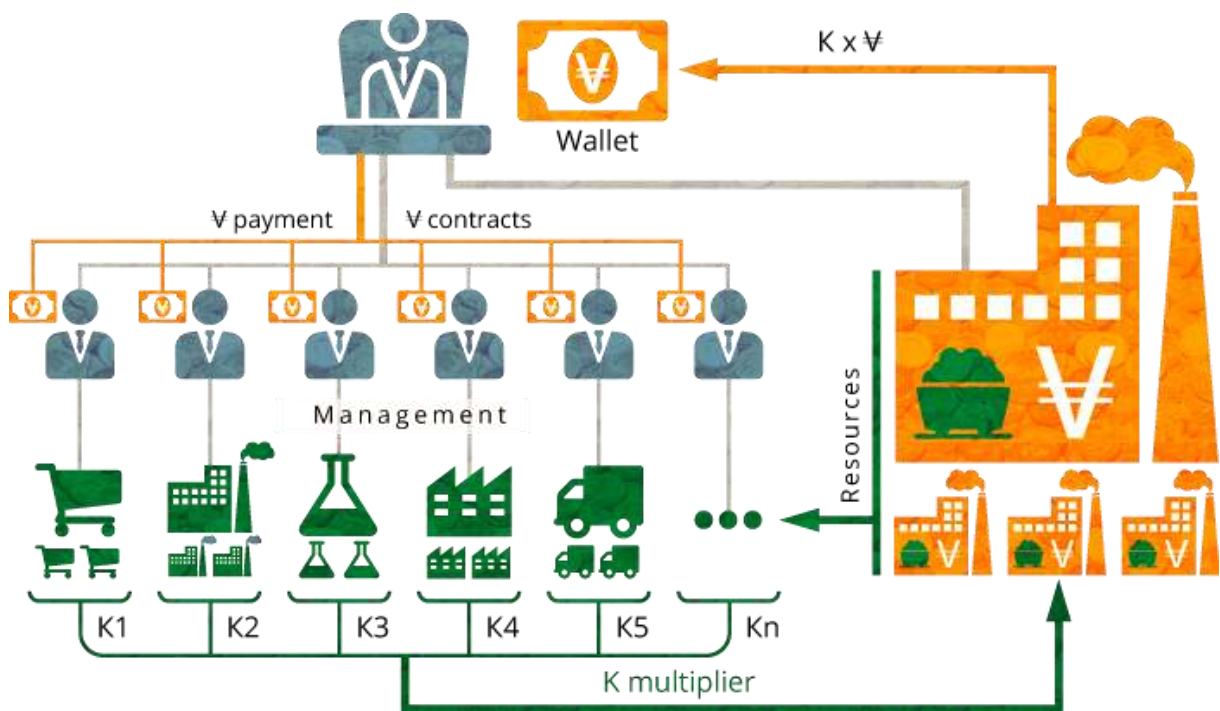 K x ₩
Wallet
₩ payment
₩ contracts
Management
Resources
K1
K2
K3
K4
K5
Kn
K multiplier